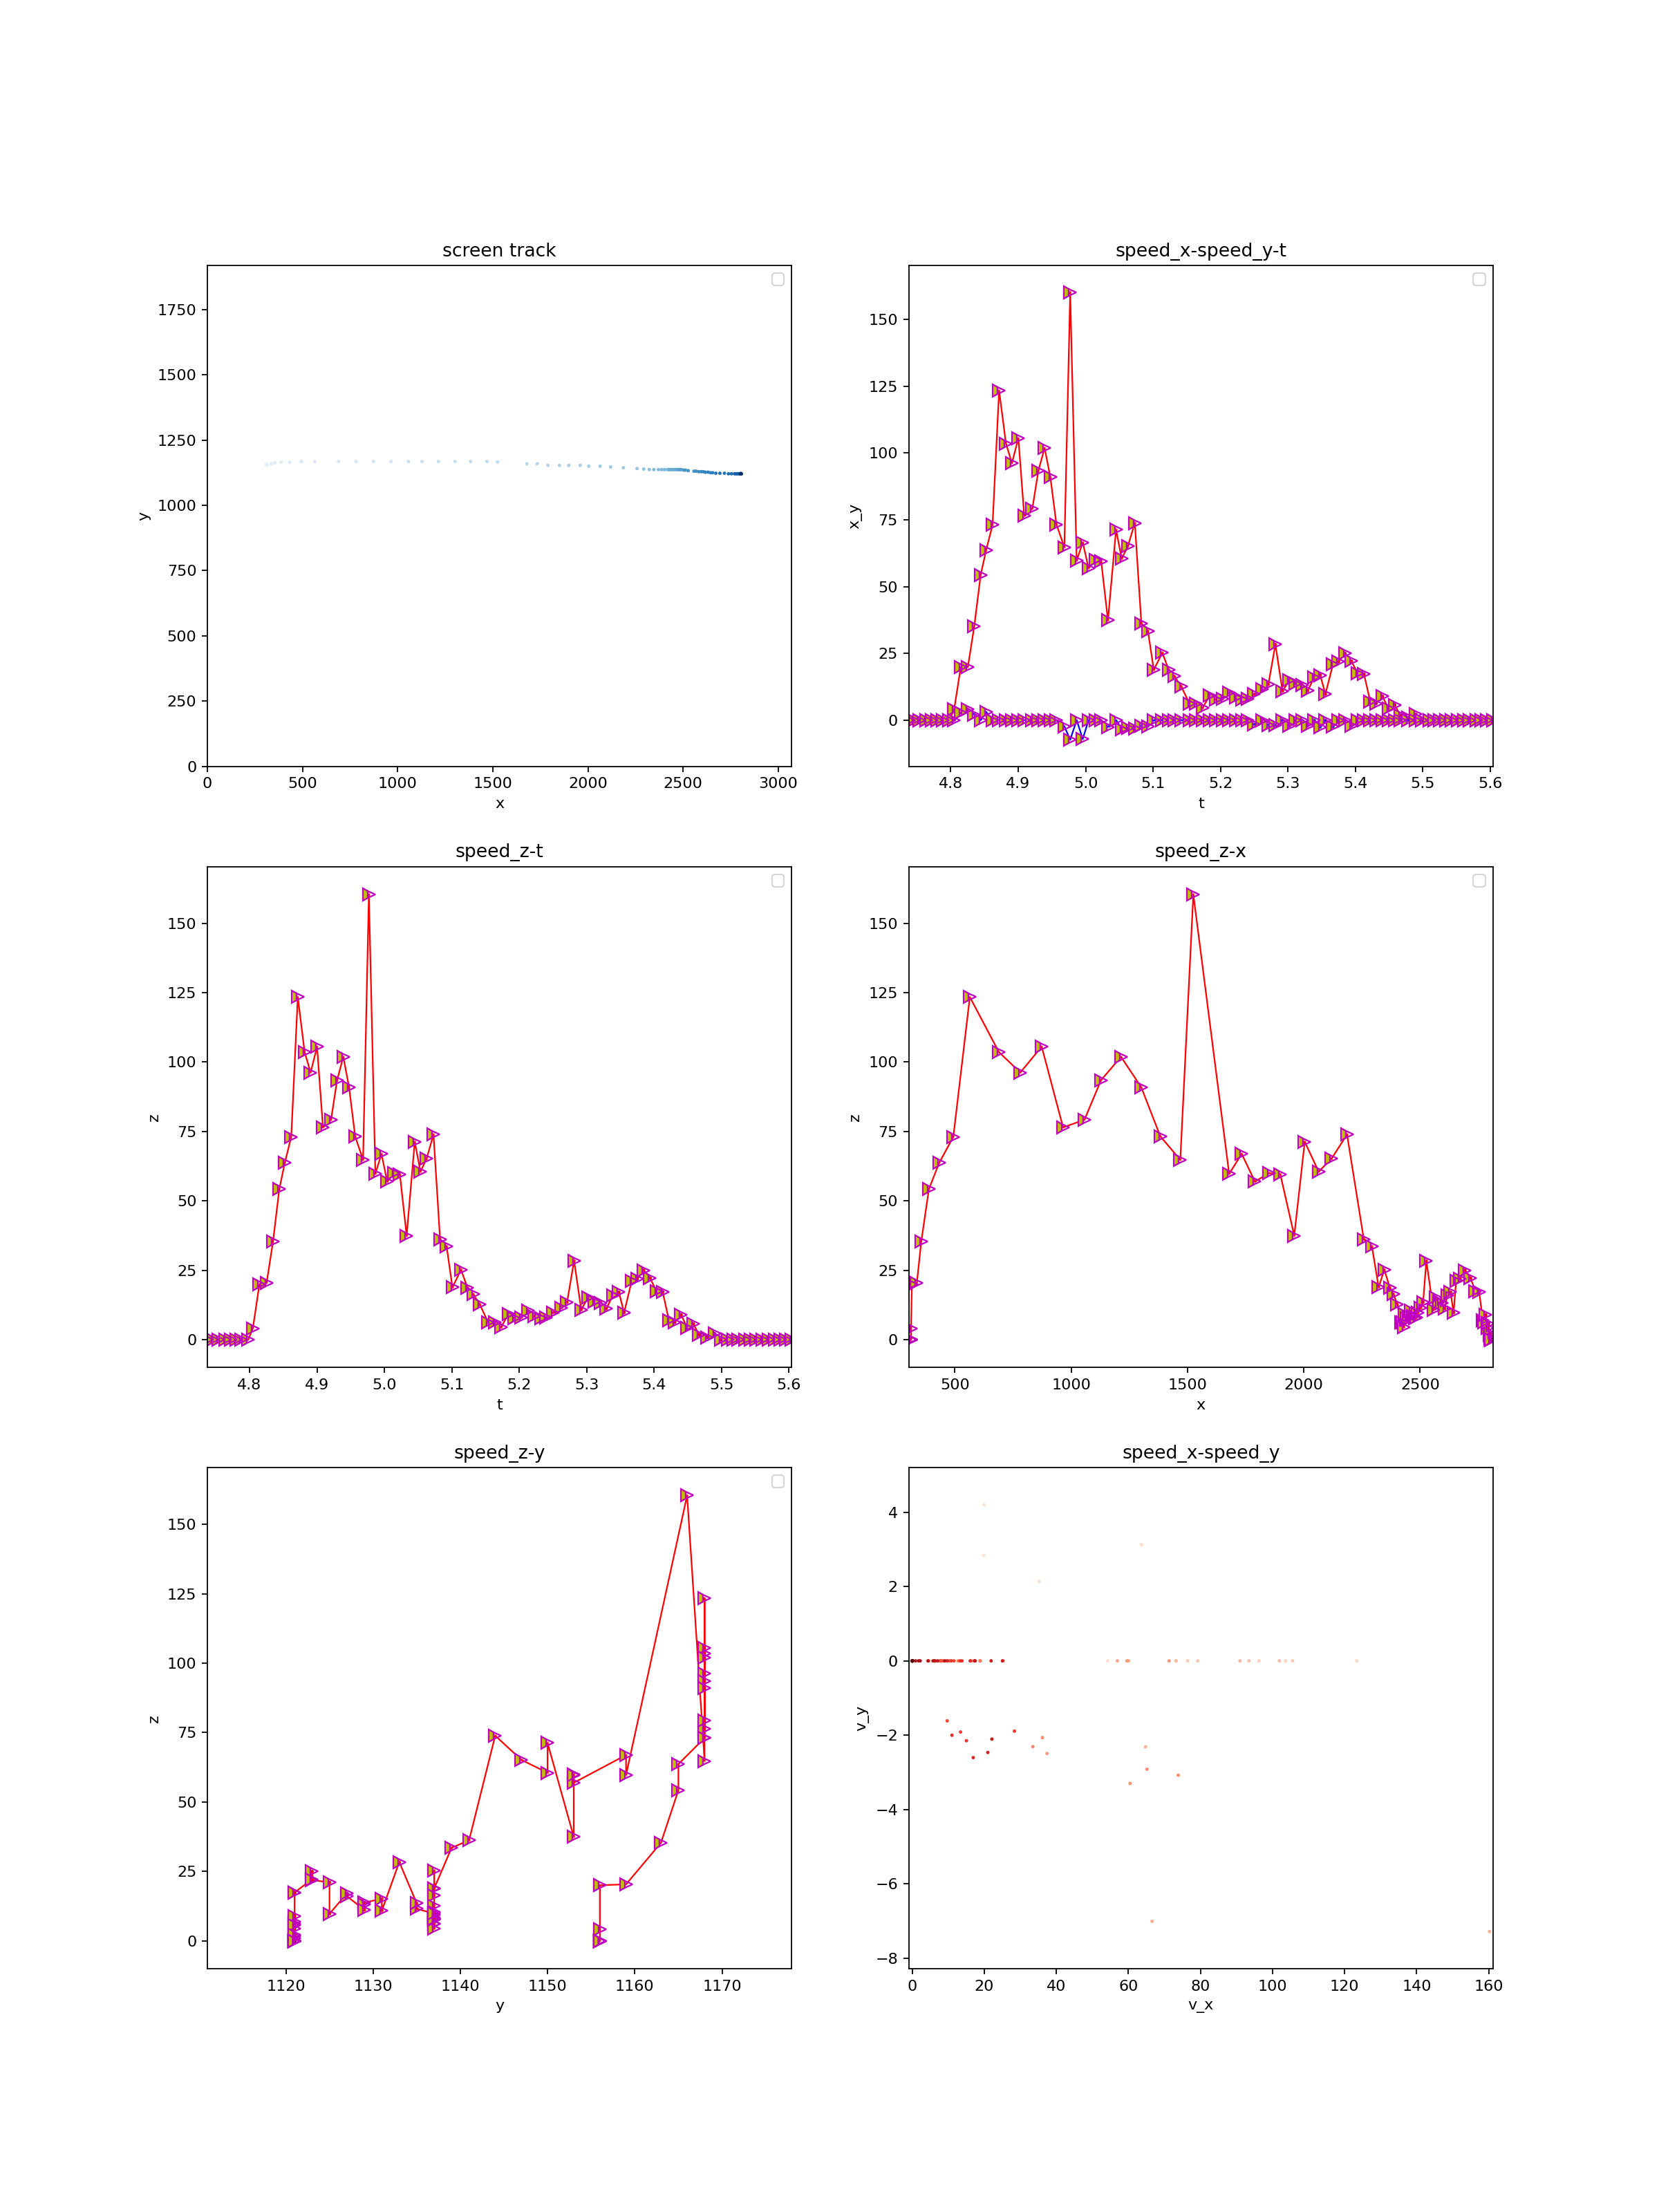 screen track
1750
1500
1250
1000
750
500
250
0
y
0 500 1000 1500 2000 2500 3000
x
speed_x-speed_y-t
150
125
100
75
50
25
0
x_y
4.8 4.9 5.0 5.1 5.2 5.3 5.4 5.5 5.6
t
speed_z-t
150
125
100
75
50
25
0
z
4.8 4.9 5.0 5.1 5.2 5.3 5.4 5.5 5.6
t
speed_z-x
150
125
100
75
50
25
0
z
500 1000 1500 2000 2500
x
speed_z-y
150
125
100
75
50
25
0
z
1120 1130 1140 1150 1160 1170
y
speed_x-speed_y
4
2
0
−2
−4
−6
−8
v_y
0 20 40 60 80 100 120 140 160
v_x